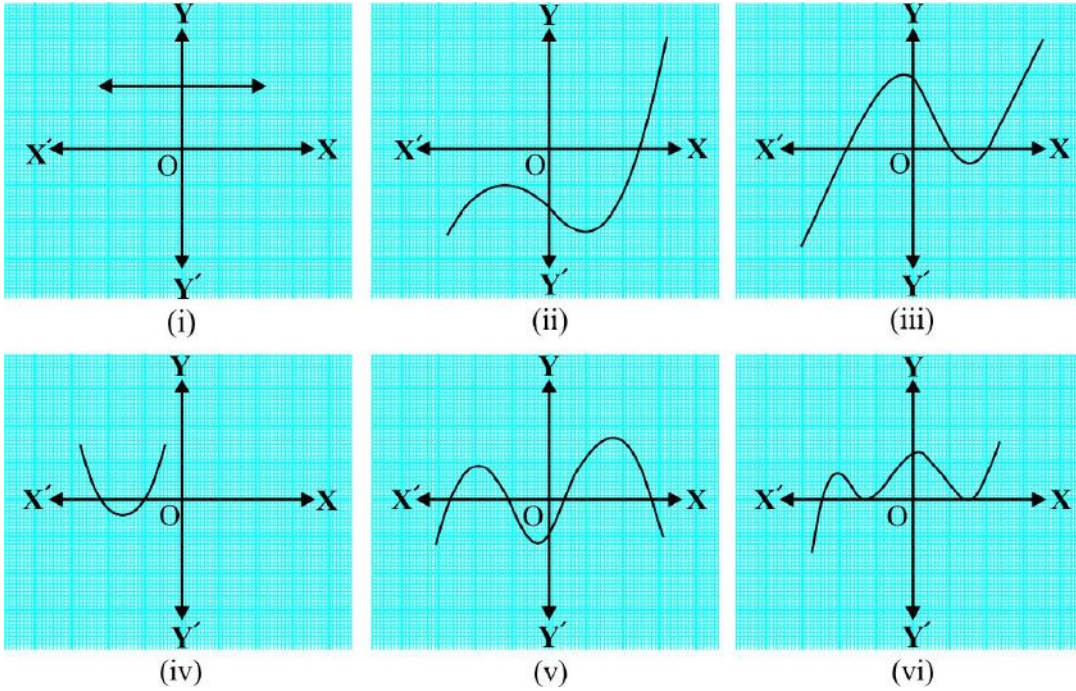 Y Y Y
X′ O X X′ O X X′ O X
Y′ Y′ Y′
(i) (ii) (iii)
Y Y Y
X′ O X X′ O X X′ O X
Y′ Y′ Y′
(iv) (v) (vi)